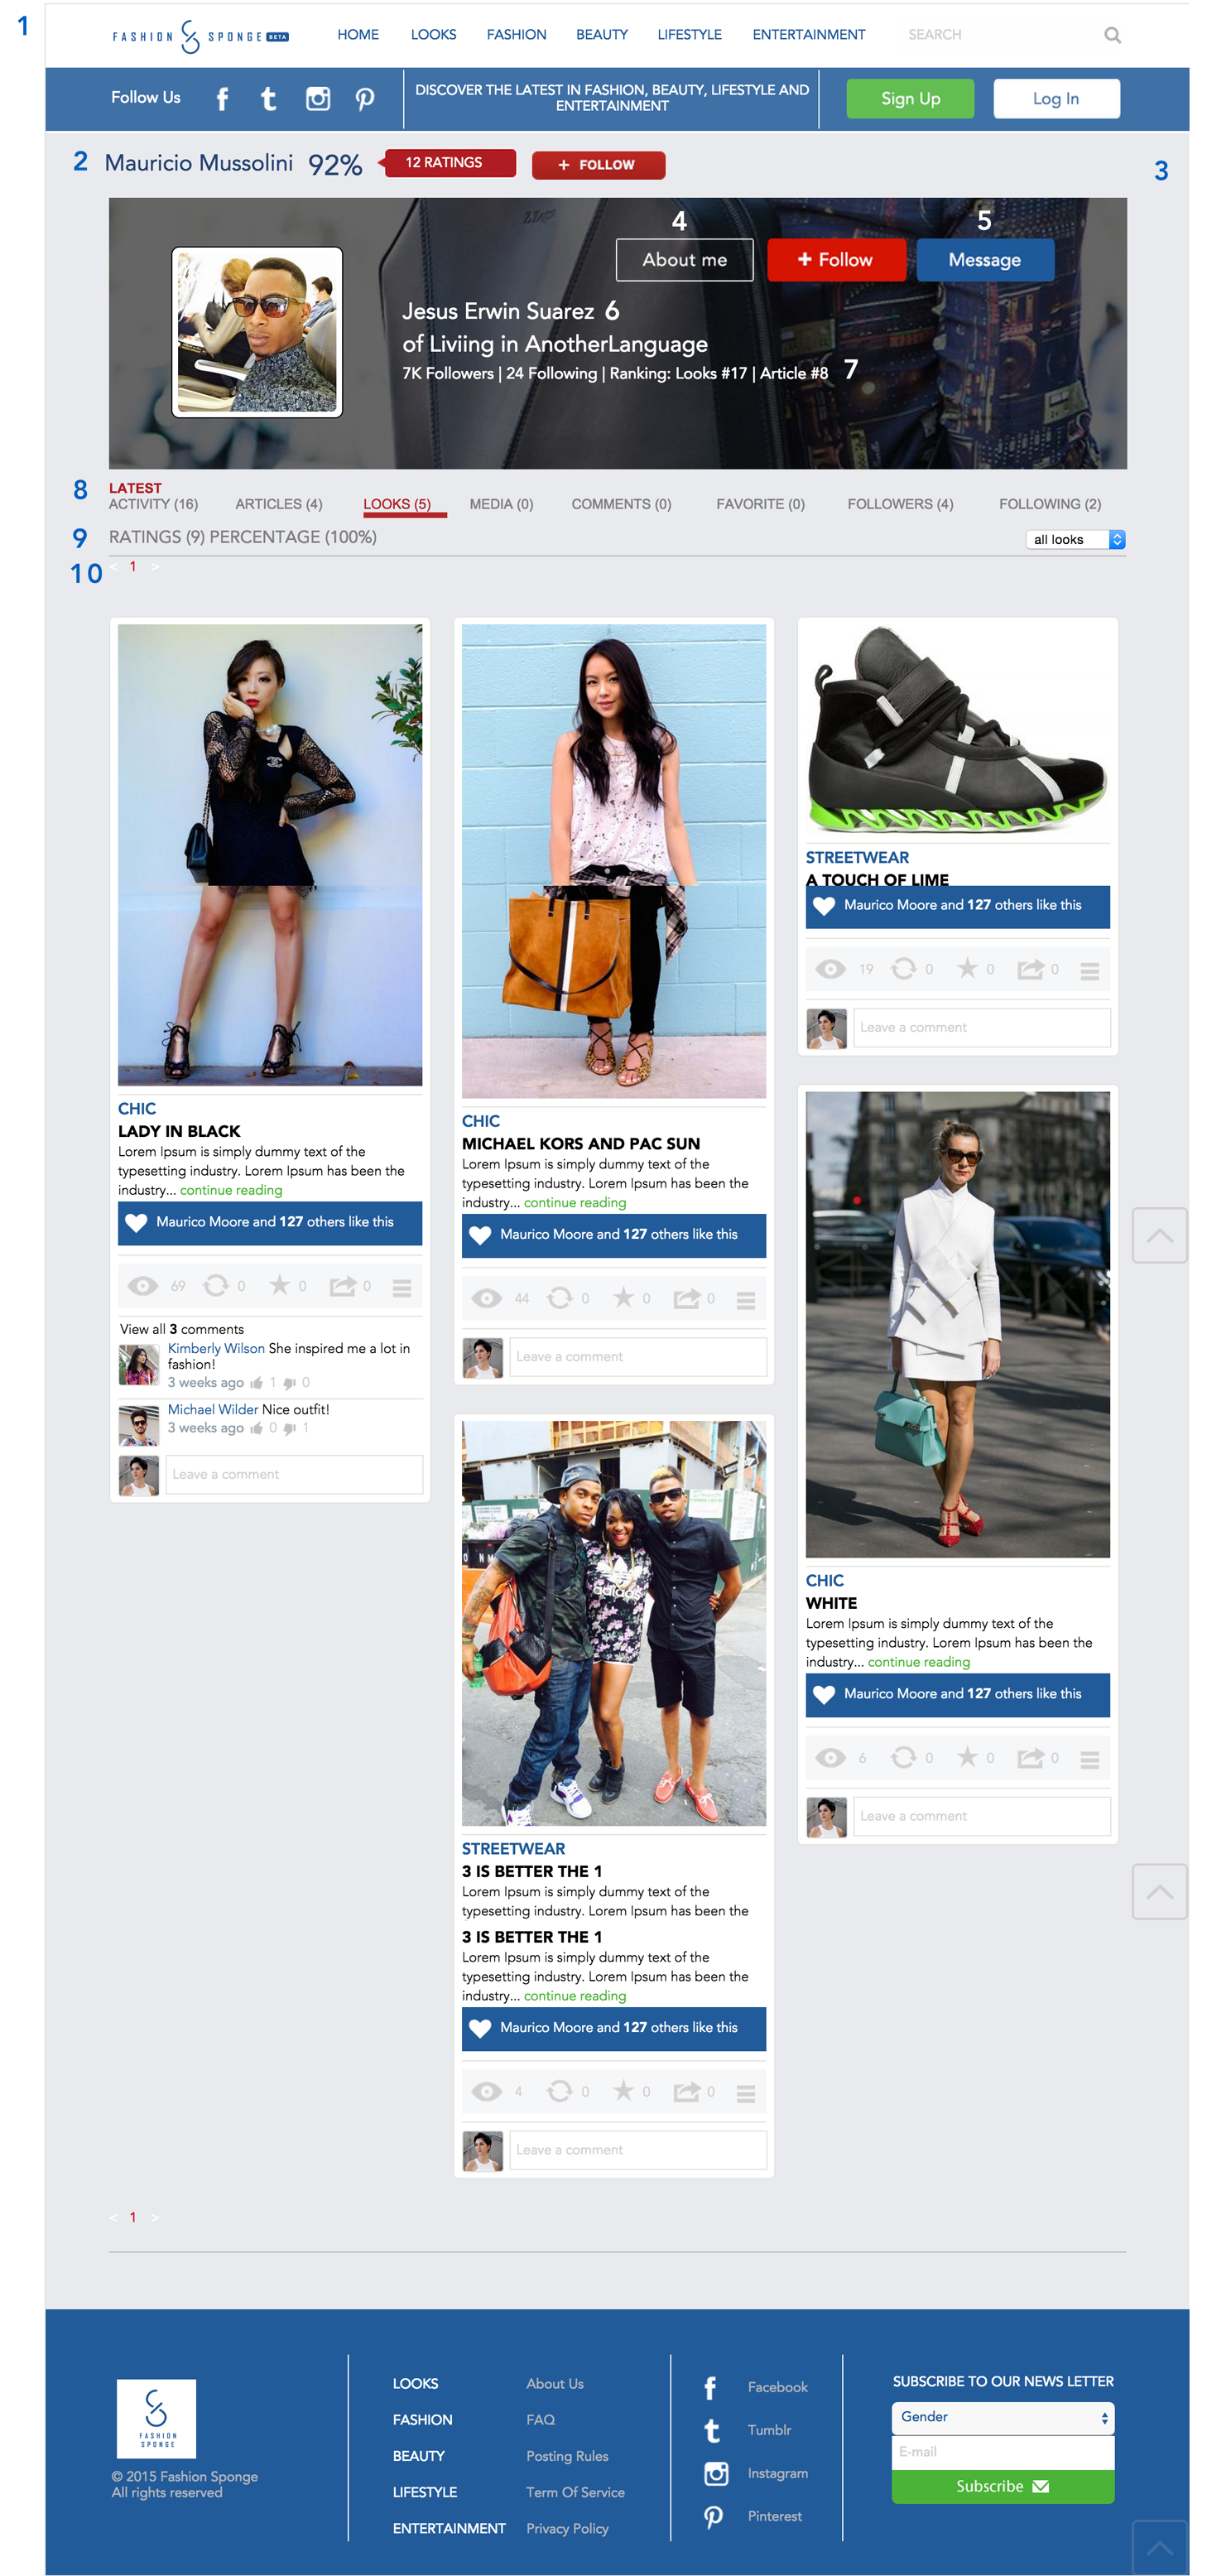 1
FASHION SPONGE BETA
HOME LOOKS FASHION BEAUTY LIFESTYLE ENTERTAINMENT SEARCH
Follow Us
DISCOVER THE LATEST IN FASHION, BEAUTY, LIFESTYLE AND
ENTERTAINMENT
Sign Up
Log In
2
Mauricio Mussolini 92%
12 RATINGS
+ FOLLOW
3
4
5
About me
+ Follow
Message
Jesus Erwin Suarez 6
of Liviing in AnotherLanguage
7K Followers | 24 Following | Ranking: Looks #17 | Article #8 7
8
LATEST
ACTIVITY (16) ARTICLES (4) LOOKS (5) MEDIA (0) COMMENTS (0) FAVORITE (0) FOLLOWERS (4) FOLLOWING (2)
9
RATINGS (9) PERCENTAGE (100%)
all looks
10
< 1 >
CHIC
LADY IN BLACK
Lorem Ipsum is simply dummy text of the
typesetting industry. Lorem Ipsum has been the
industry... continue reading
Maurico Moore and 127 others like this
69 0 0 0
View all 3 comments
Kimberly Wilson She inspired me a lot in
fashion!
3 weeks ago 1 0
Michael Wilder Nice outfit!
3 weeks ago 0 1
Leave a comment
CHIC
MICHAEL KORS AND PAC SUN
Lorem Ipsum is simply dummy text of the
typesetting industry. Lorem Ipsum has been the
industry... continue reading
Maurico Moore and 127 others like this
44 0 0 0
Leave a comment
adidas
STREETWEAR
3 IS BETTER THE 1
Lorem Ipsum is simply dummy text of the
typesetting industry. Lorem Ipsum has been the
3 IS BETTER THE 1
Lorem Ipsum is simply dummy text of the
typesetting industry. Lorem Ipsum has been the
industry... continue reading
Maurico Moore and 127 others like this
4 0 0 0
Leave a comment
STREETWEAR
A TOUCH OF LIME
Maurico Moore and 127 others like this
19 0 0 0
Leave a comment
CHIC
WHITE
Lorem Ipsum is simply dummy text of the
typesetting industry. Lorem Ipsum has been the
industry... continue reading
Maurico Moore and 127 others like this
6 0 0 0
Leave a comment
< 1 >
FASHION
SPONGE
© 2015 Fashion Sponge
All rights reserved
LOOKS
FASHION
BEAUTY
LIFESTYLE
ENTERTAINMENT
About Us
FAQ
Posting Rules
Term Of Service
Privacy Policy
Facebook
Tumblr
Instagram
Pinterest
SUBSCRIBE TO OUR NEWS LETTER
Gender
E-mail
Subscribe